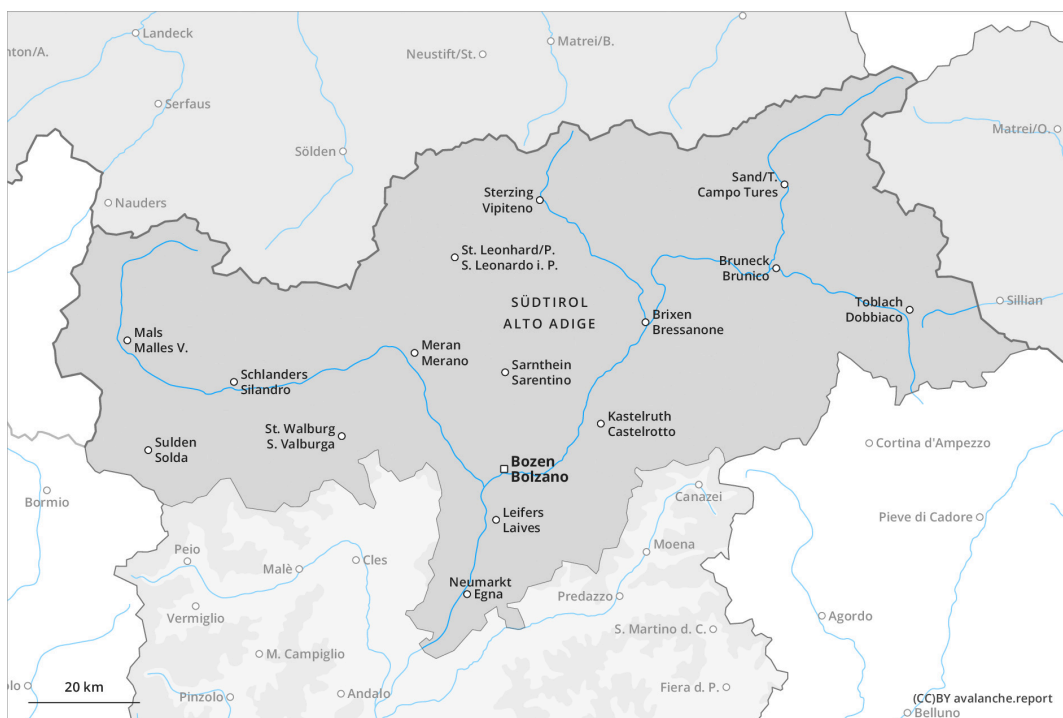 Landeck
nton/A.
Neustift/St.
Matrei/B.
Serfaus
Matrei/O.
Sölden
Sand/T.
Campo Tures
Nauders
Sterzing
Vipiteno
St. Leonhard/P.
S. Leonardo i. P.
Bruneck
Brunico
SÜDTIROL
ALTO ADIGE
Toblach
Dobbiaco
Sillian
Brixen
Bressanone
Mals
Malles V.
Meran
Merano
Sarnthein
Sarentino
Schlanders
Silandro
Kastelruth
Castelrotto
St. Walburg
S. Valburga
Sulden
Solda
Cortina d'Ampezzo
Bozen
Bolzano
Bormio
Canazei
Leifers
Laives
Pieve di Cadore
Peio
Malè
Cles
Moena
Neumarkt
Egna
Predazzo
Vermiglio
Agordo
S. Martino d. C.
M. Campiglio
20 km
olo
Pinzolo
Andalo
Fiera d. P.
(CC)BY avalanche.report
Belluno